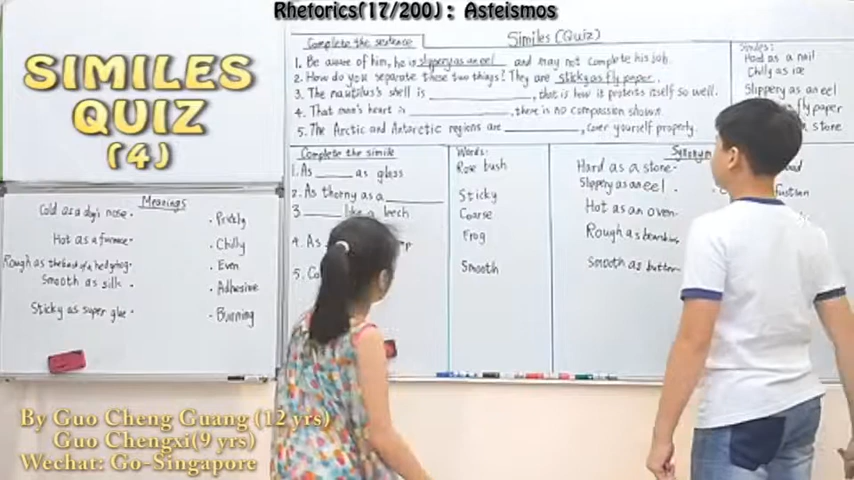 Rhetorics(17/200): Asteismos
SIMILES
QUIZ
(4)
Similes (Quiz)
Complete the sentence
1. Be aware of him, he is slippery as an eel and may not complete his job.
2. How do you separate these two things? They are sticky as fly paper.
3. The nautilus's shell is ____, that is how it protects itself so well.
4. That man's heart is ____, there is no compassion shown.
5. The Arctic and Antarctic regions are ____, cover yourself properly.
Similes:
Hard as a nail
Chilly as ice
Slippery as an eel
fly paper
stone
Meanings
Cold as a dog's nose.
Hot as a furnace.
Rough as the back of a hedgehog.
Smooth as silk.
Sticky as super glue.
. Prickly
. Chilly
. Even
. Adhesive
. Burning
Complete the simile
1. As ____ as glass
2. As thorny as a ____
3 ____ like a leech
4. As
5.
Words:
Rose bush
Sticky
Coarse
Frog
Smooth
Hard as a stone.
Slippery as an eel .
Hot as an oven.
Rough as
Smooth as butter.
By Guo Cheng Guang (12 yrs)
Guo Chengxi(9 yrs)
Wechat: Go-Singapore